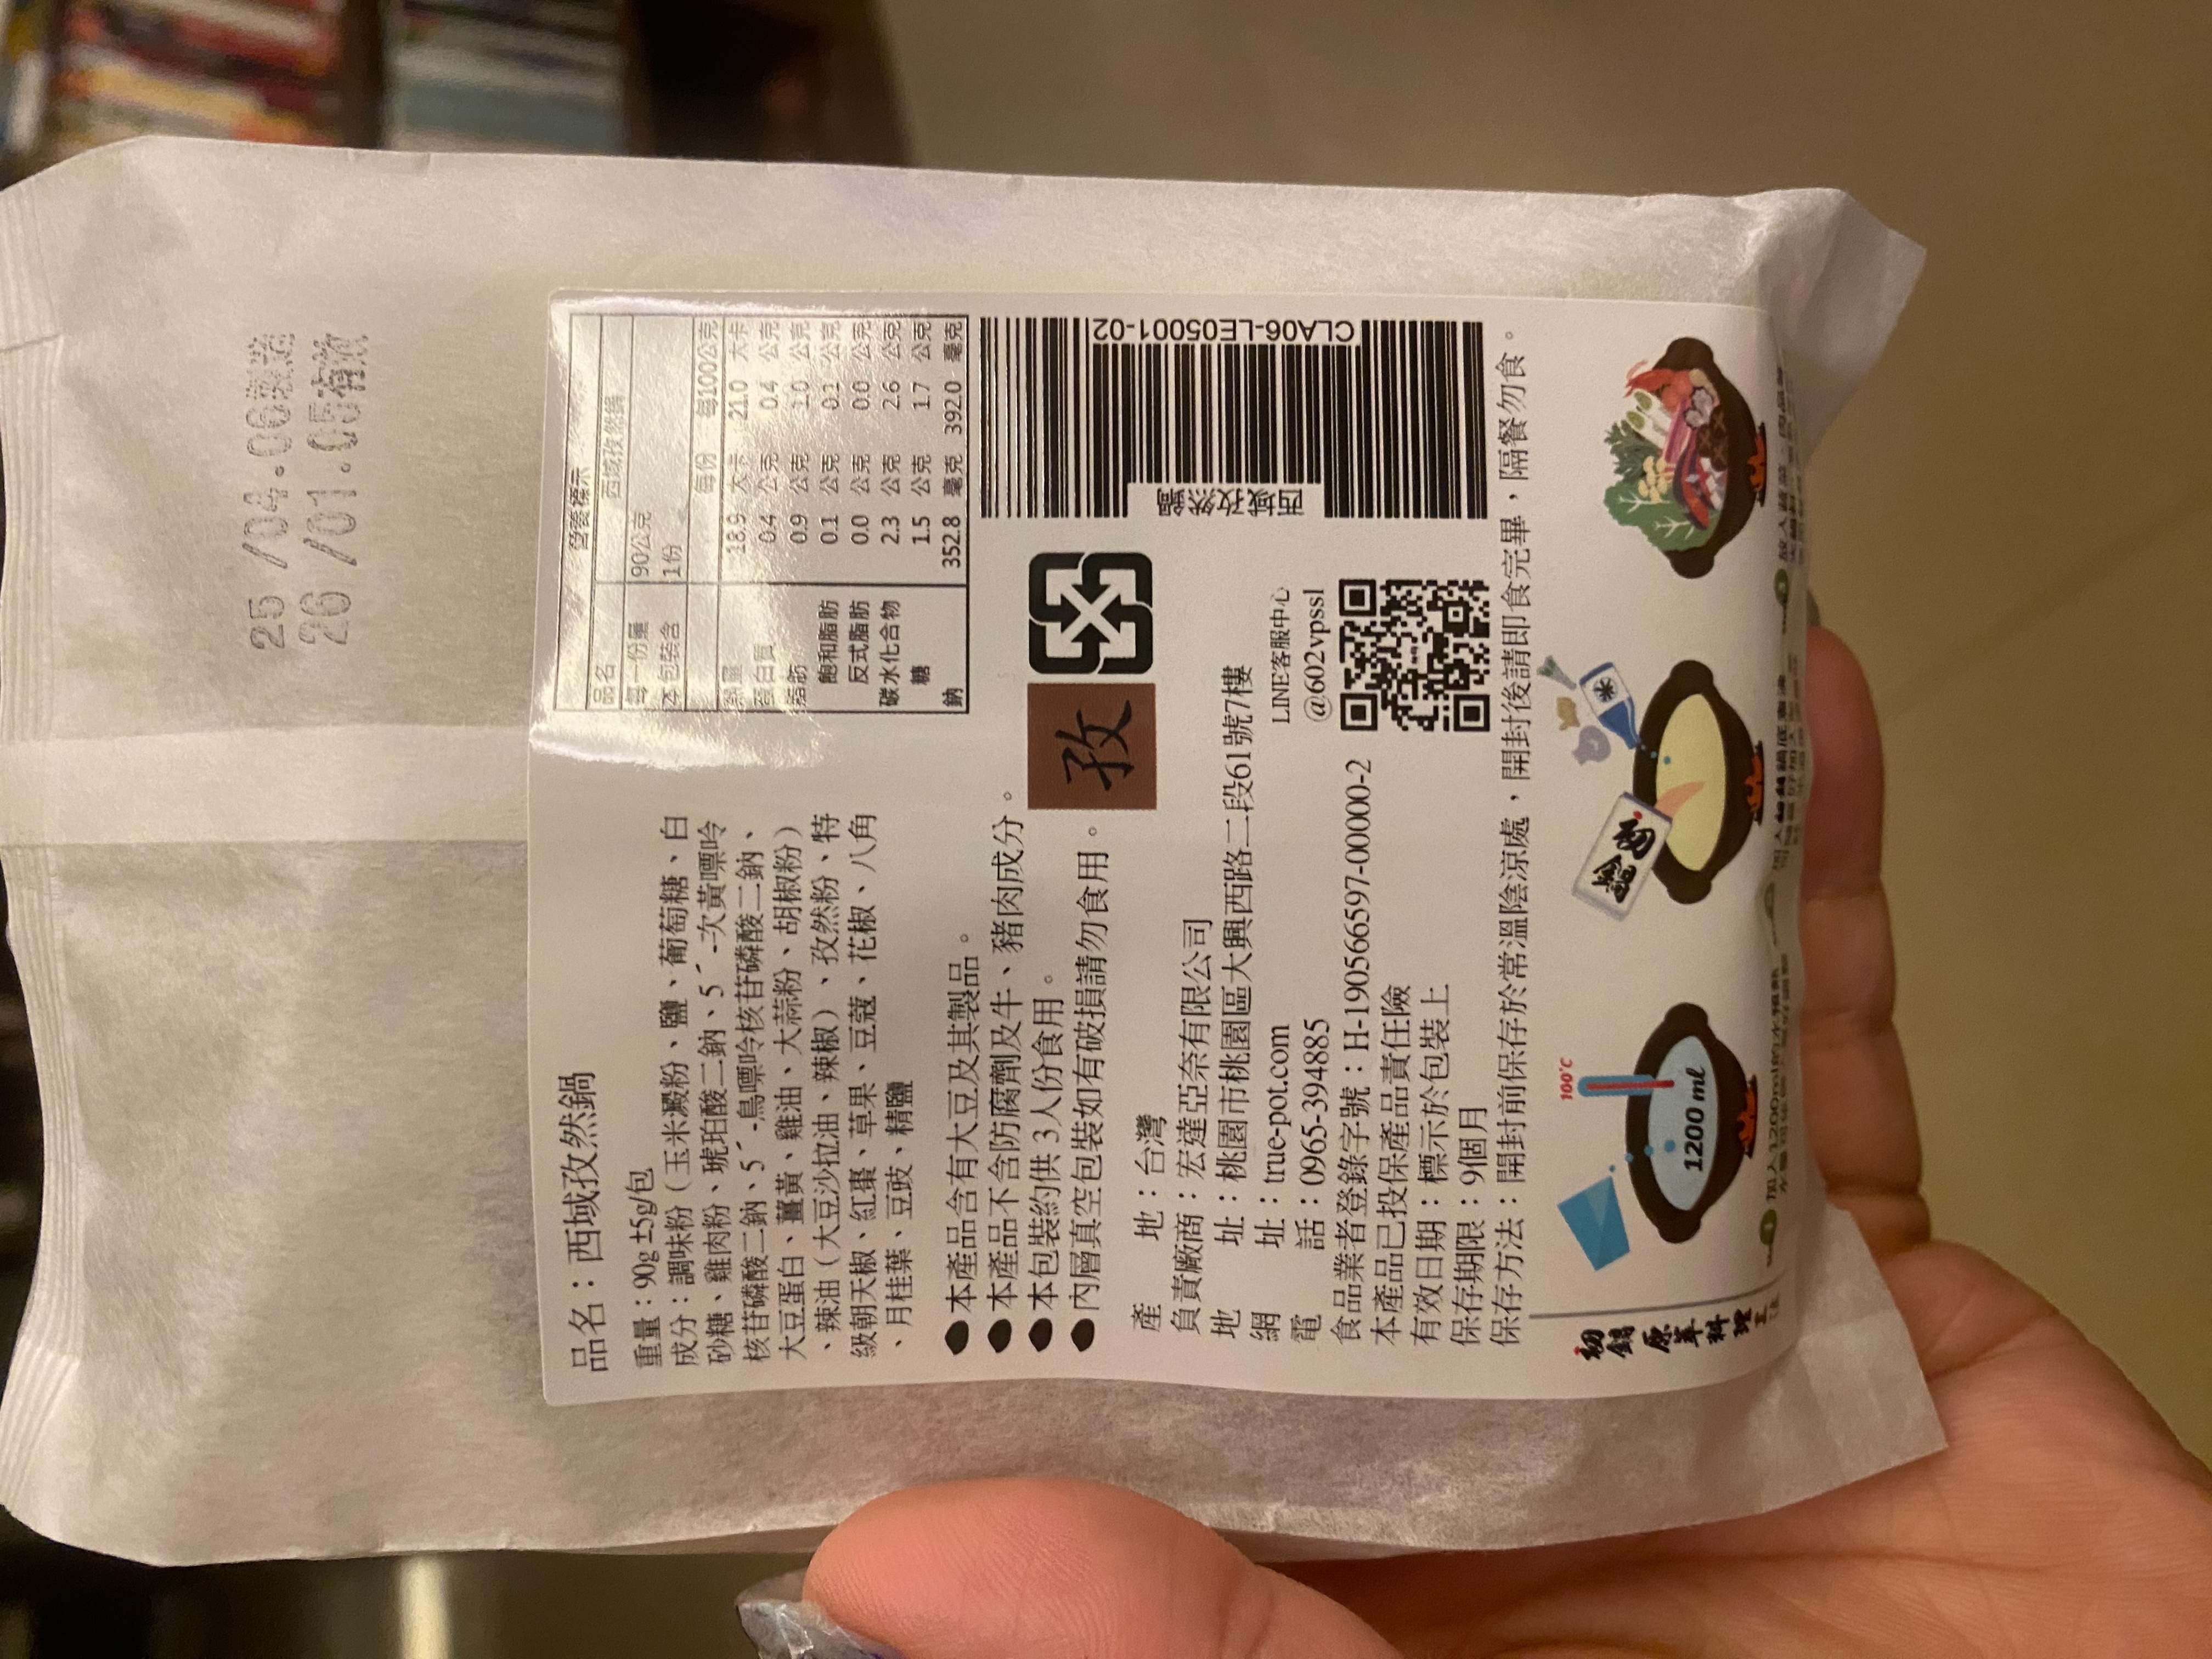 25 /04.06製造
26 /01.05有效
品名：西域孜然鍋
重量：90g ±5g/包
成分：調味粉（玉米澱粉、鹽、葡萄糖、白
砂糖、雞肉粉、琥珀酸二鈉、5´-次黃嘌呤
核苷磷酸二鈉、5´-鳥嘌呤核苷磷酸二鈉、
大豆蛋白、薑黃、雞油、大蒜粉、胡椒粉）
、辣油（大豆沙拉油、辣椒）、孜然粉、特
級朝天椒、紅棗、草果、豆蔻、花椒、八角
、月桂葉、豆豉、精鹽
營養標示
品名 西域孜然鍋
每一份量 90公克
本包裝含 1份
每份 每100公克
熱量 18.9 大卡 21.0 大卡
蛋白質 0.4 公克 0.4 公克
脂肪 0.9 公克 1.0 公克
飽和脂肪 0.1 公克 0.1 公克
反式脂肪 0.0 公克 0.0 公克
碳水化合物 2.3 公克 2.6 公克
糖 1.5 公克 1.7 公克
鈉 352.8 毫克 392.0 毫克
本產品含有大豆及其製品。
本產品不含防腐劑及牛、豬肉成分。
本包裝約供 3人份食用。
內層真空包裝如有破損請勿食用。
孜
西域孜然鍋
CLA06-LE05001-02
產 地：台灣
負責廠商：宏達亞奈有限公司
地 址：桃園市桃園區大興西路二段61號7樓
網 址：true-pot.com
電 話：0965-394885
食品業者登錄字號：H-190566597-00000-2
本產品已投保產品責任險
有效日期：標示於包裝上
保存期限：9個月
保存方法：開封前保存於常溫陰涼處，開封後請即食完畢，隔餐勿食。
LINE客服中心
@602vpssl
初鍋
原萃料理
100°C
1200 ml
初鍋